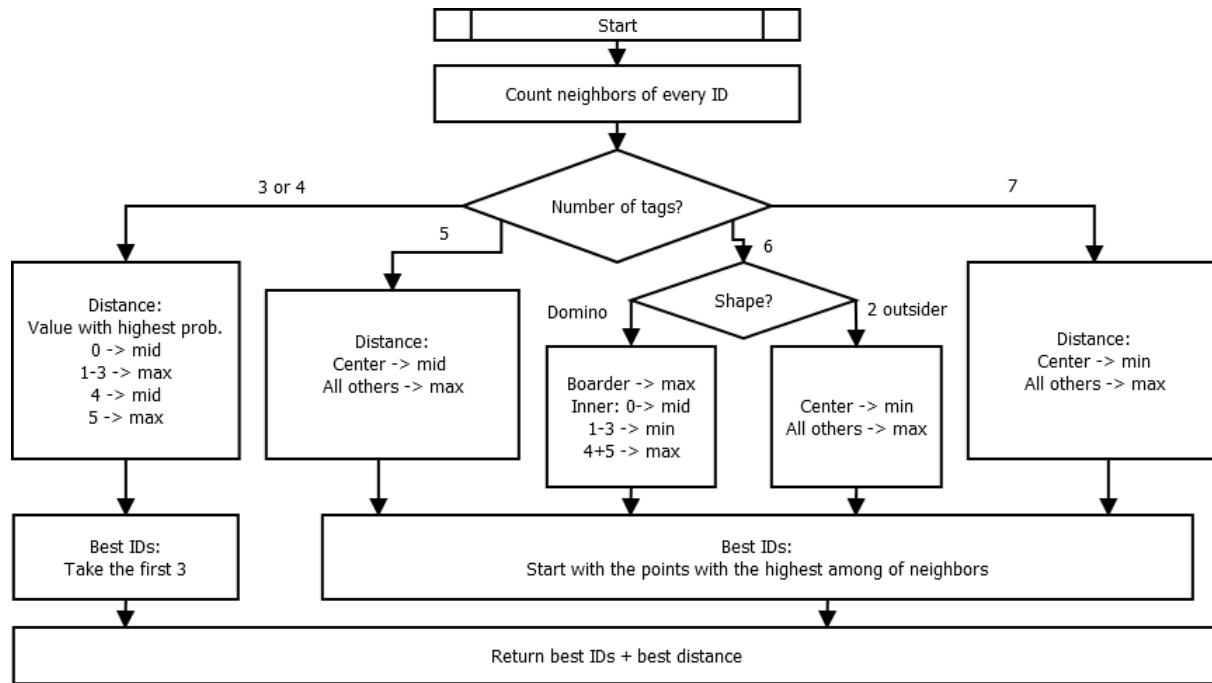 Start
Count neighbors of every ID
Number of tags?
3 or 4
5
6
7
Distance:
Value with highest prob.
0 -> mid
1-3 -> max
4 -> mid
5 -> max
Distance:
Center -> mid
All others -> max
Shape?
Domino
2 outsider
Boarder -> max
Inner: 0-> mid
1-3 -> min
4+5 -> max
Center -> min
All others -> max
Distance:
Center -> min
All others -> max
Best IDs:
Take the first 3
Best IDs:
Start with the points with the highest among of neighbors
Return best IDs + best distance